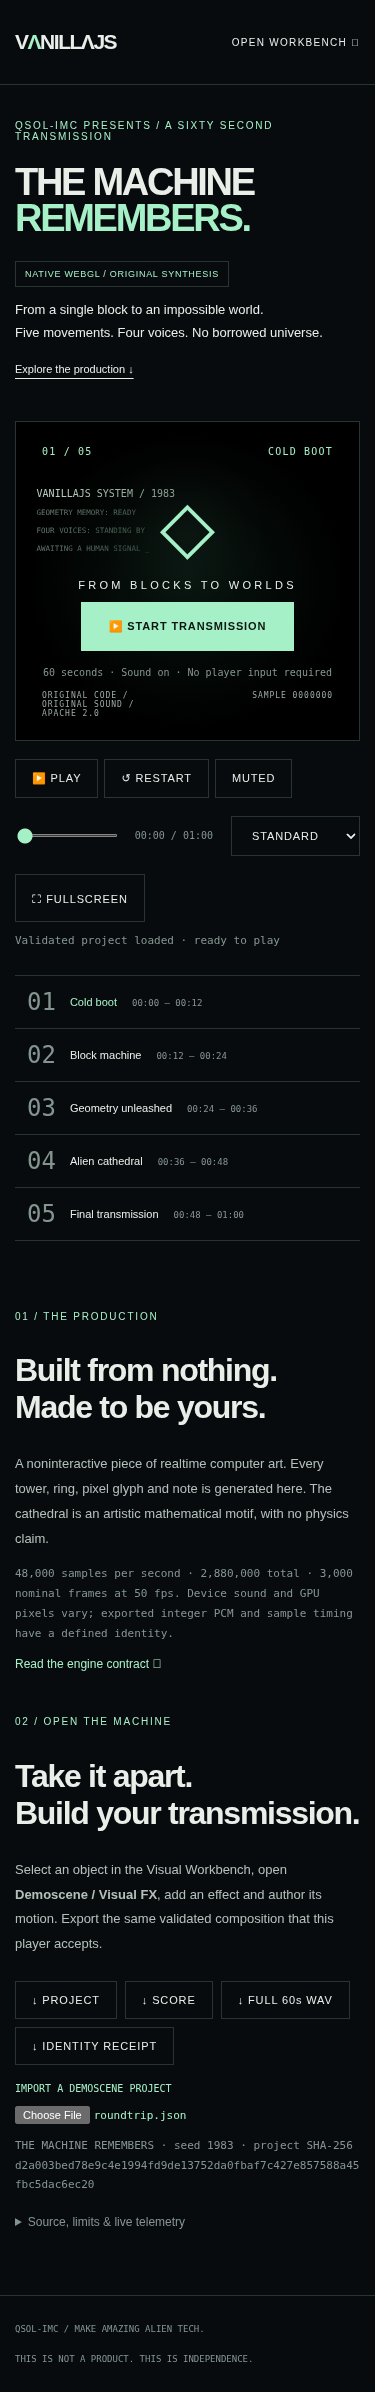 VΛNILLΛJS
OPEN WORKBENCH
QSOL-IMC PRESENTS / A SIXTY SECOND
TRANSMISSION
THE MACHINE
REMEMBERS.
NATIVE WEBGL / ORIGINAL SYNTHESIS
From a single block to an impossible world.
Five movements. Four voices. No borrowed universe.
Explore the production ↓
01 / 05
COLD BOOT
VANILLAJS SYSTEM / 1983
GEOMETRY MEMORY: READY
FOUR VOICES: STANDING BY
AWAITING A HUMAN SIGNAL _
FROM BLOCKS TO WORLDS
▶️ START TRANSMISSION
60 seconds · Sound on · No player input required
ORIGINAL CODE /
ORIGINAL SOUND /
APACHE 2.0
SAMPLE 0000000
▶️ PLAY
↺ RESTART
MUTED
00:00 / 01:00
STANDARD
⛶ FULLSCREEN
Validated project loaded · ready to play
01 Cold boot 00:00 — 00:12
02 Block machine 00:12 — 00:24
03 Geometry unleashed 00:24 — 00:36
04 Alien cathedral 00:36 — 00:48
05 Final transmission 00:48 — 01:00
01 / THE PRODUCTION
Built from nothing.
Made to be yours.
A noninteractive piece of realtime computer art. Every
tower, ring, pixel glyph and note is generated here. The
cathedral is an artistic mathematical motif, with no physics
claim.
48,000 samples per second · 2,880,000 total · 3,000
nominal frames at 50 fps. Device sound and GPU
pixels vary; exported integer PCM and sample timing
have a defined identity.
Read the engine contract
02 / OPEN THE MACHINE
Take it apart.
Build your transmission.
Select an object in the Visual Workbench, open
Demoscene / Visual FX, add an effect and author its
motion. Export the same validated composition that this
player accepts.
↓ PROJECT
↓ SCORE
↓ FULL 60s WAV
↓ IDENTITY RECEIPT
IMPORT A DEMOSCENE PROJECT
Choose File roundtrip.json
THE MACHINE REMEMBERS · seed 1983 · project SHA-256
d2a003bed78e9c4e1994fd9de13752da0fbaf7c427e857588a45
fbc5dac6ec20
▶ Source, limits & live telemetry
QSOL-IMC / MAKE AMAZING ALIEN TECH.
THIS IS NOT A PRODUCT. THIS IS INDEPENDENCE.